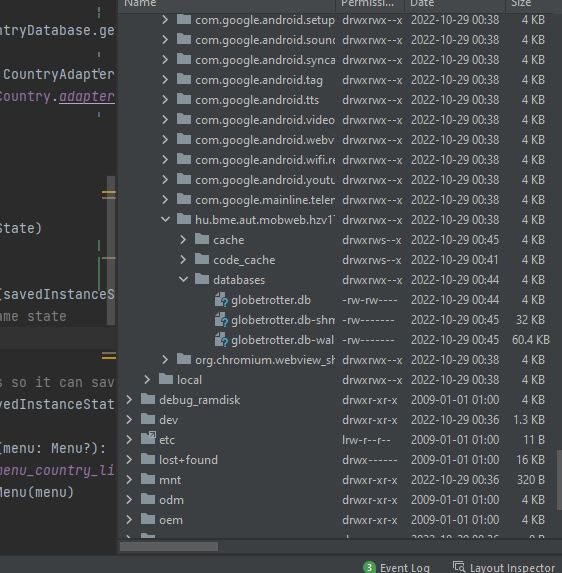 Name Permissi... Date Size
ntryDatabase.ge
CountryAdapter
Country.adapter
State)
(savedInstanceS
ame state
s so it can sav
vedInstanceStat
(menu: Menu?):
menu_country_li
Menu(menu)
com.google.android.setup drwxrwx--x 2022-10-29 00:38 4 KB
com.google.android.soun drwxrwx--x 2022-10-29 00:38 4 KB
com.google.android.synca drwxrwx--x 2022-10-29 00:38 4 KB
com.google.android.tag drwxrwx--x 2022-10-29 00:38 4 KB
com.google.android.tts drwxrwx--x 2022-10-29 00:38 4 KB
com.google.android.video drwxrwx--x 2022-10-29 00:38 4 KB
com.google.android.webv drwxrwx--x 2022-10-29 00:38 4 KB
com.google.android.wifi.re drwxrwx--x 2022-10-29 00:38 4 KB
com.google.android.youtu drwxrwx--x 2022-10-29 00:38 4 KB
com.google.mainline.telem drwxrwx--x 2022-10-29 00:38 4 KB
hu.bme.aut.mobweb.hzv17 drwxrwx--x 2022-10-29 00:38 4 KB
cache drwxrws--x 2022-10-29 00:45 4 KB
code_cache drwxrws--x 2022-10-29 00:41 4 KB
databases drwxrwx--x 2022-10-29 00:44 4 KB
globetrotter.db -rw-rw---- 2022-10-29 00:44 4 KB
globetrotter.db-shm -rw------- 2022-10-29 00:45 32 KB
globetrotter.db-wal -rw------- 2022-10-29 00:45 60.4 KB
org.chromium.webview_sh drwxrwx--x 2022-10-29 00:38 4 KB
local drwxrwx--x 2022-10-29 00:38 4 KB
debug_ramdisk drwxr-xr-x 2009-01-01 01:00 4 KB
dev drwxr-xr-x 2022-10-29 00:36 1.3 KB
etc lrw-r--r-- 2009-01-01 01:00 11 B
lost+found drwx------ 2009-01-01 01:00 16 KB
mnt drwxr-xr-x 2022-10-29 00:36 320 B
odm drwxr-xr-x 2009-01-01 01:00 4 KB
oem drwxr-xr-x 2009-01-01 01:00 4 KB
3 Event Log Layout Inspector